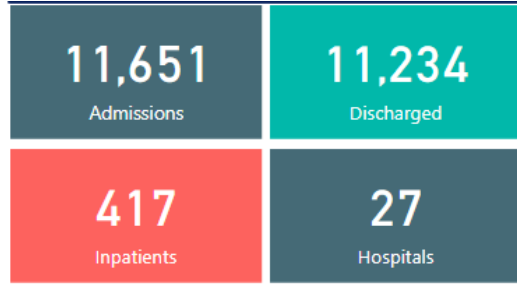 11,651
Admissions
11,234
Discharged
417
Inpatients
27
Hospitals